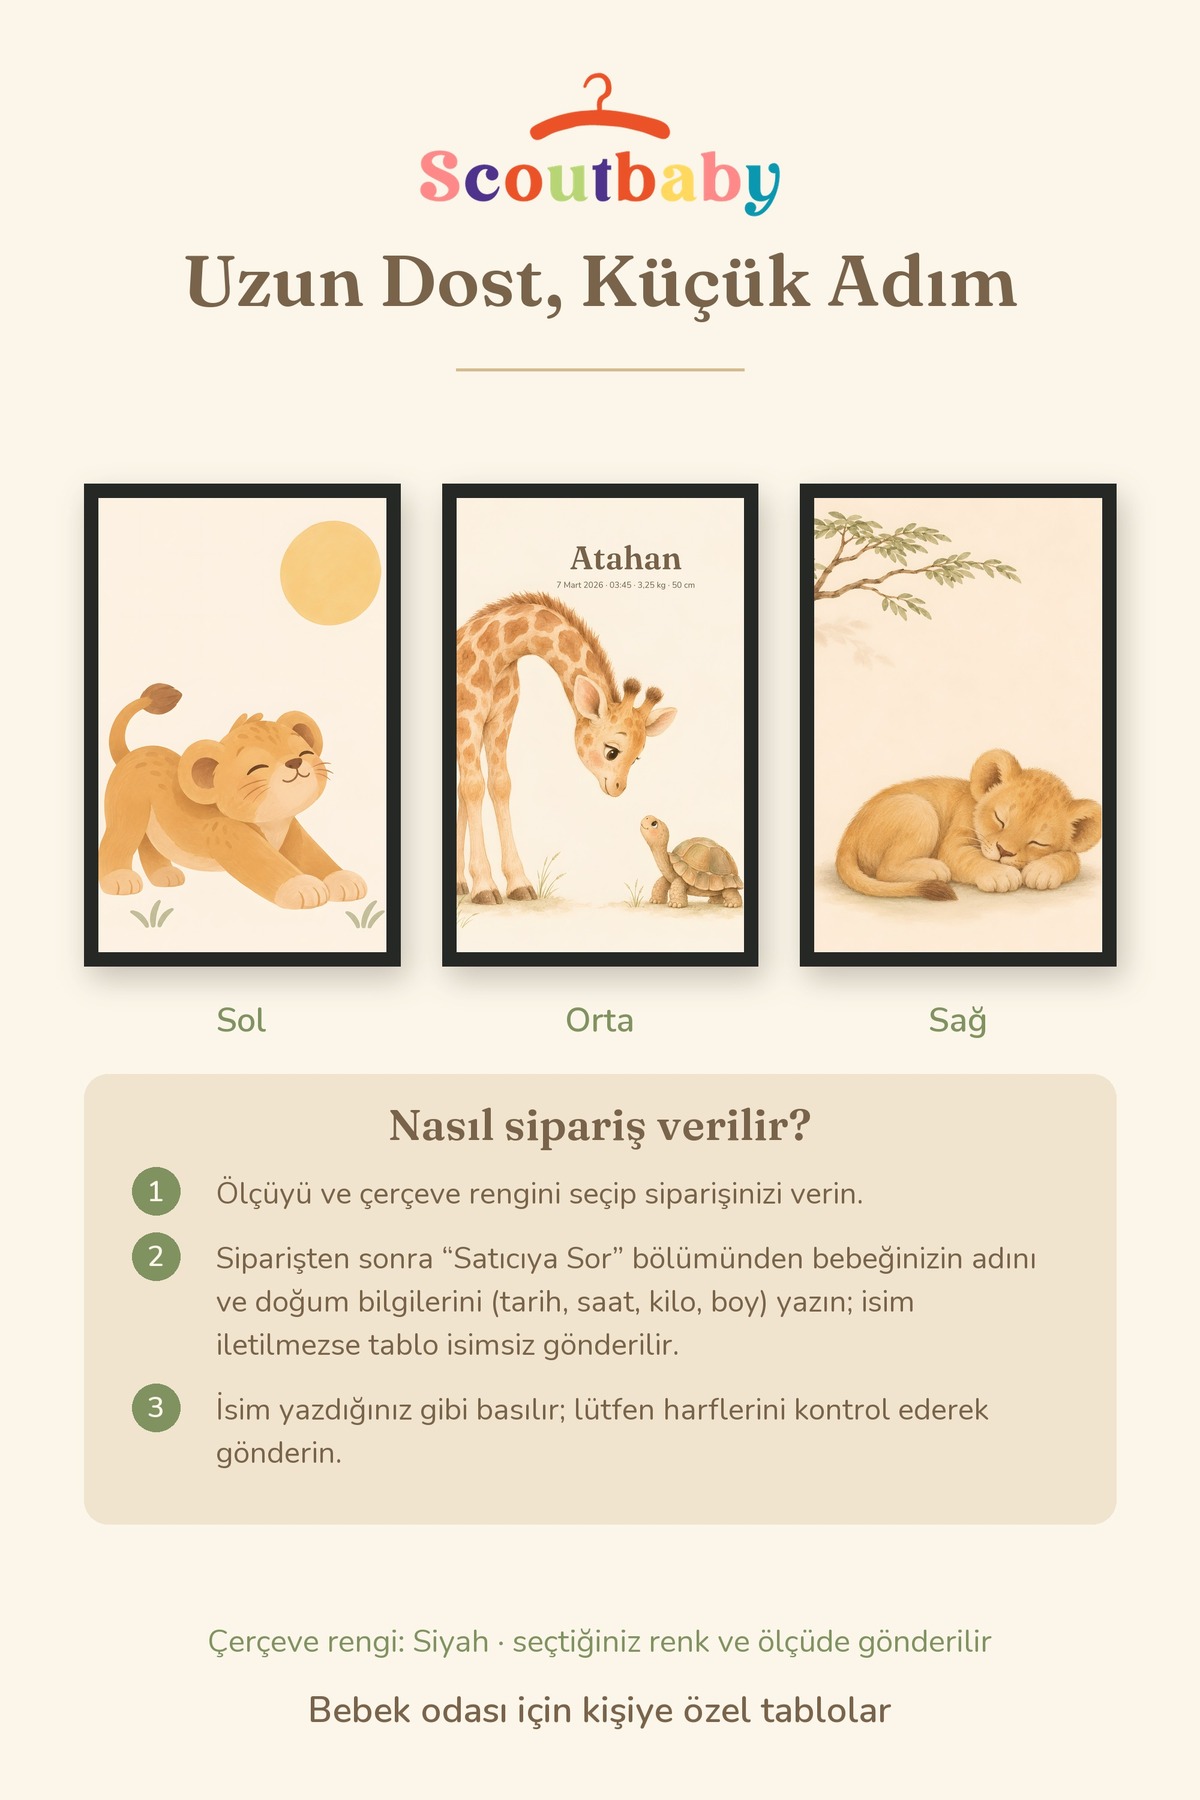 Scoutbaby
Uzun Dost, Küçük Adım
Atahan
7 Mart 2026 · 03:45 · 3,25 kg · 50 cm
Sol
Orta
Sağ
Nasıl sipariş verilir?
1 Ölçüyü ve çerçeve rengini seçip siparişinizi verin.
2 Siparişten sonra “Satıcıya Sor” bölümünden bebeğinizin adını
ve doğum bilgilerini (tarih, saat, kilo, boy) yazın; isim
iletilmezse tablo isimsiz gönderilir.
3 İsim yazdığınız gibi basılır; lütfen harflerini kontrol ederek
gönderin.
Çerçeve rengi: Siyah · seçtiğiniz renk ve ölçüde gönderilir
Bebek odası için kişiye özel tablolar